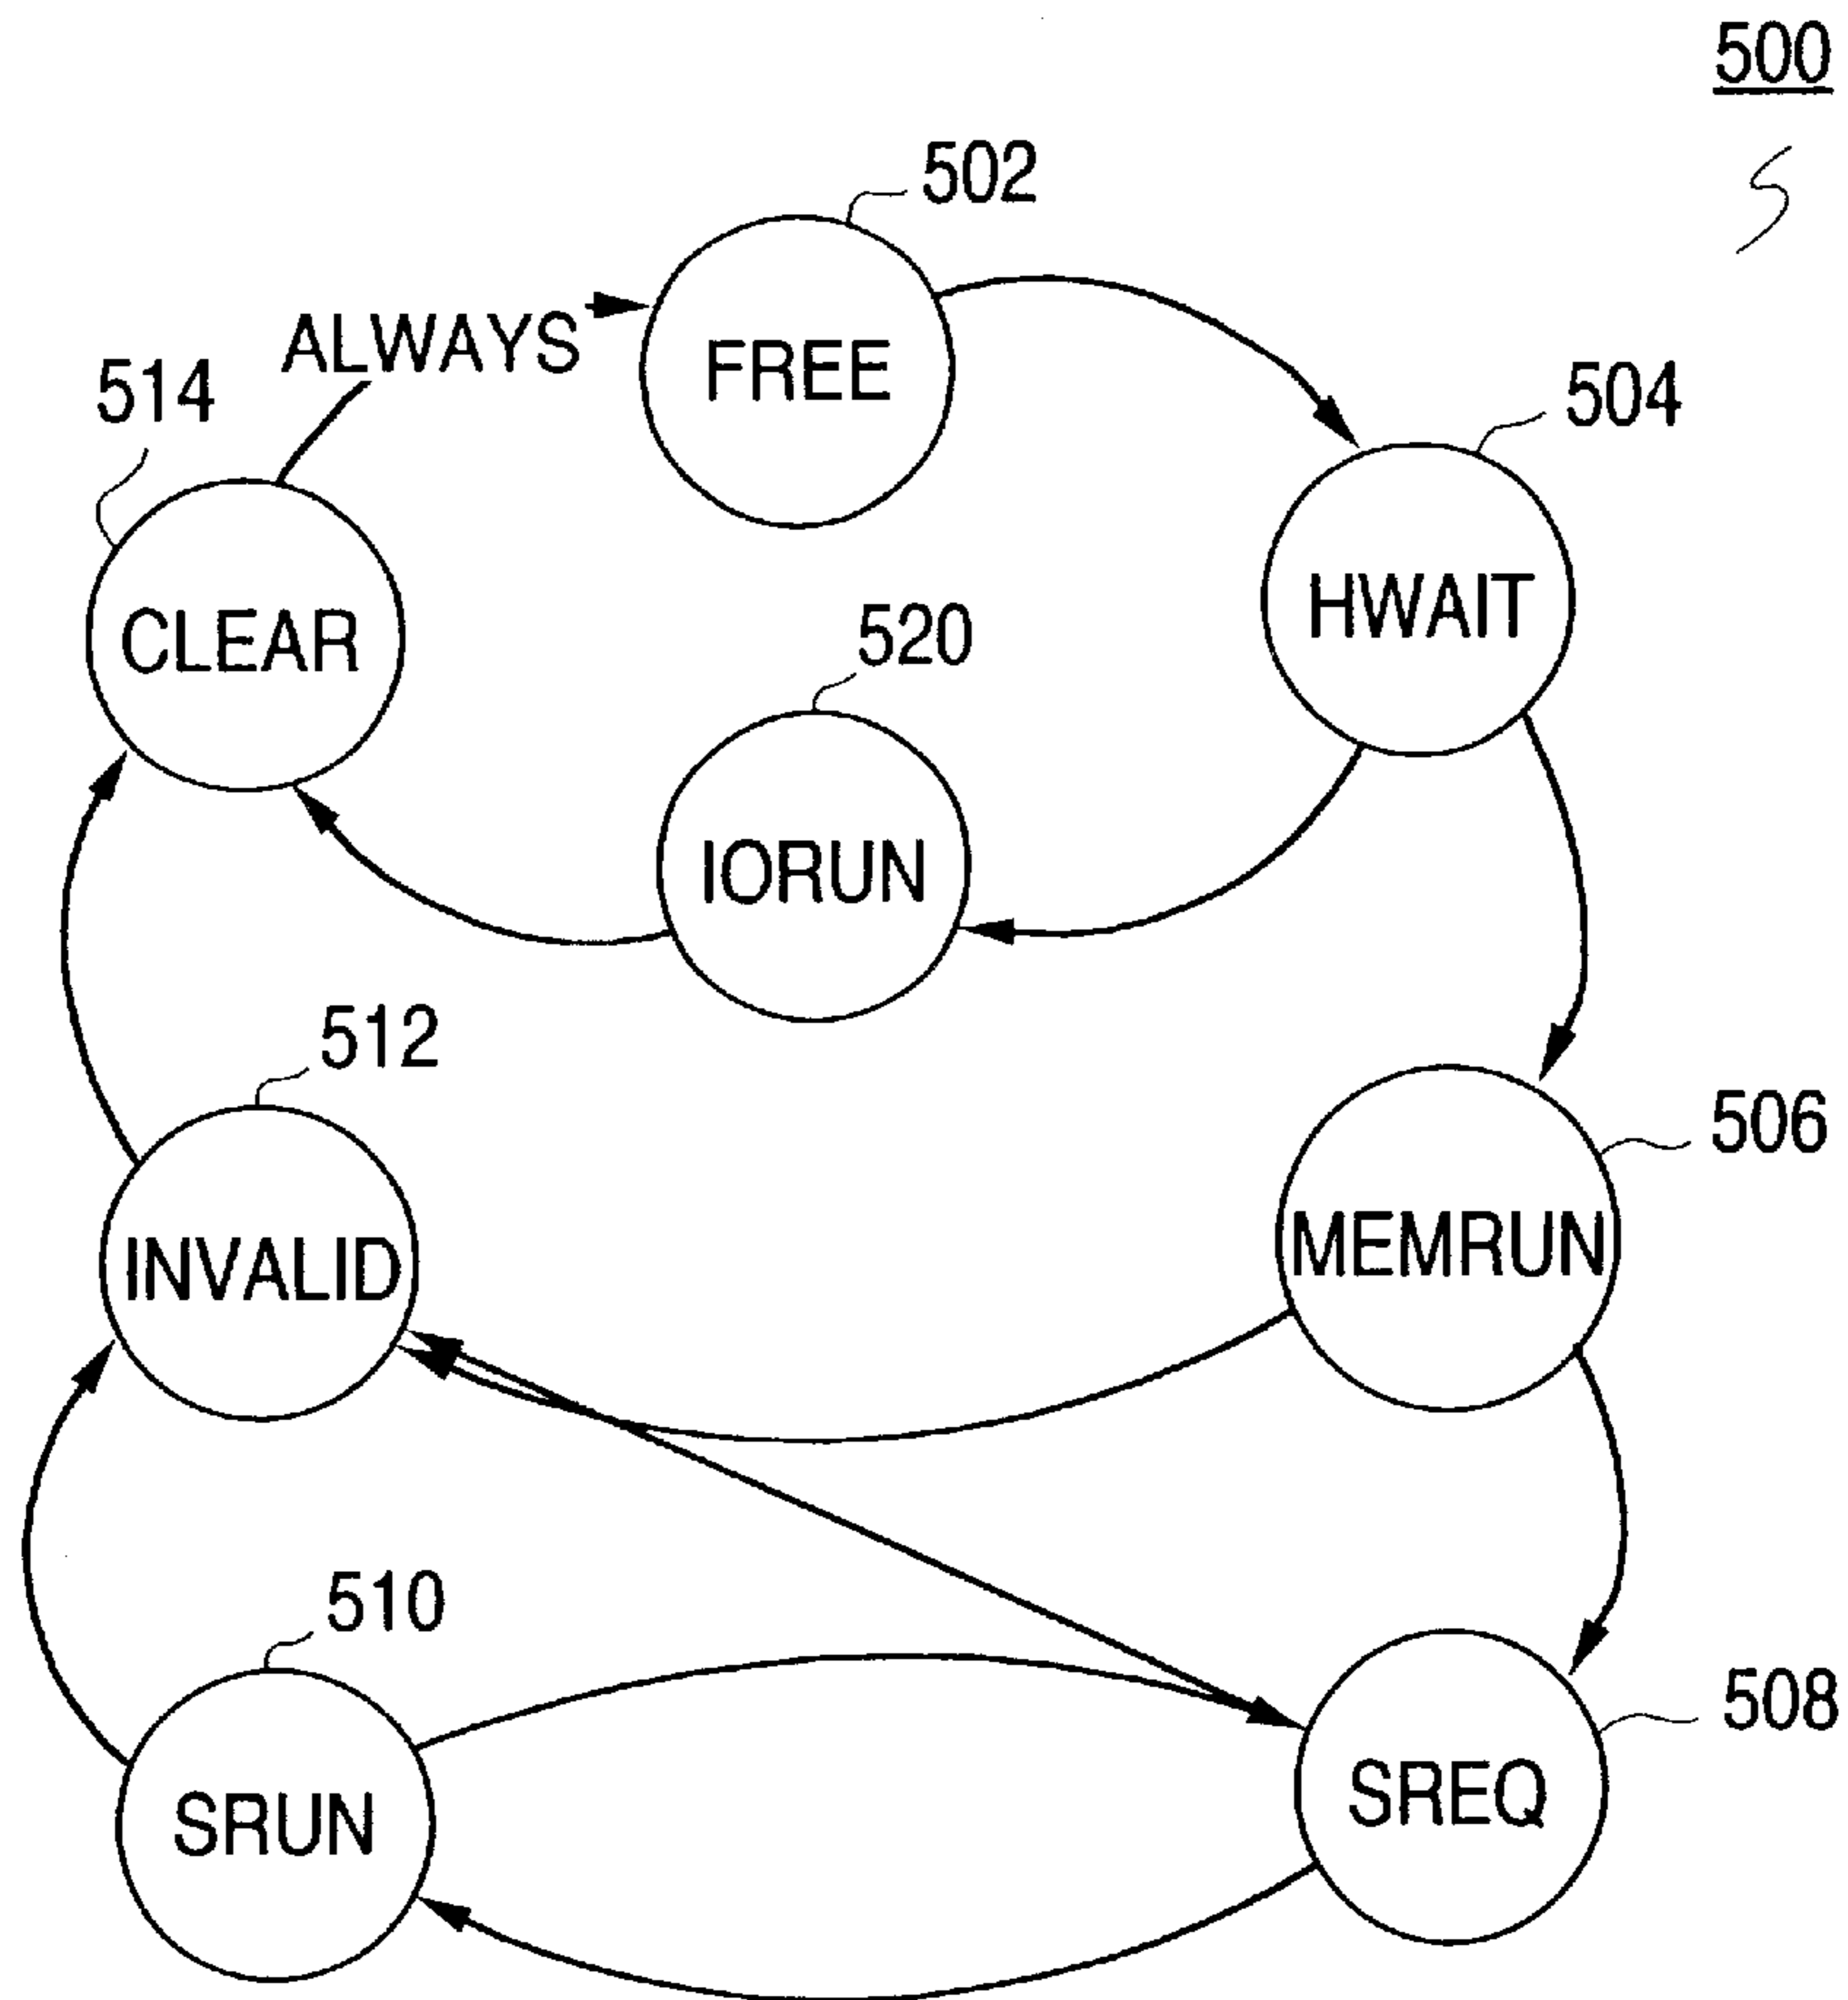 500
502
ALWAYS
FREE
514
504
CLEAR
520
HWAIT
IORUN
512
506
INVALID
MEMRUN
510
508
SRUN
SREQ